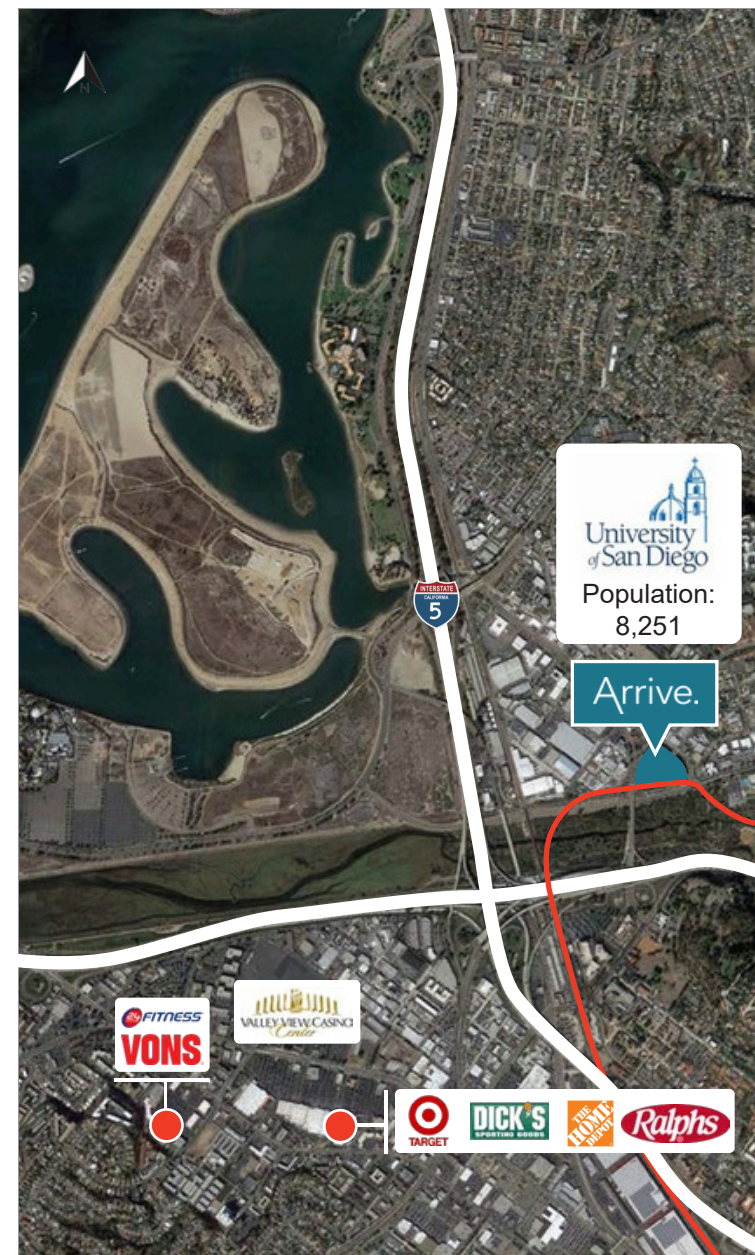 N
INTERSTATE
CALIFORNIA
5
University
of San Diego
Population:
8,251
Arrive.
24 FITNESS
VONS
VALLEY VIEW CASINO
Center
TARGET
DICK'S
SPORTING GOODS
THE
HOME
DEPOT
Ralphs